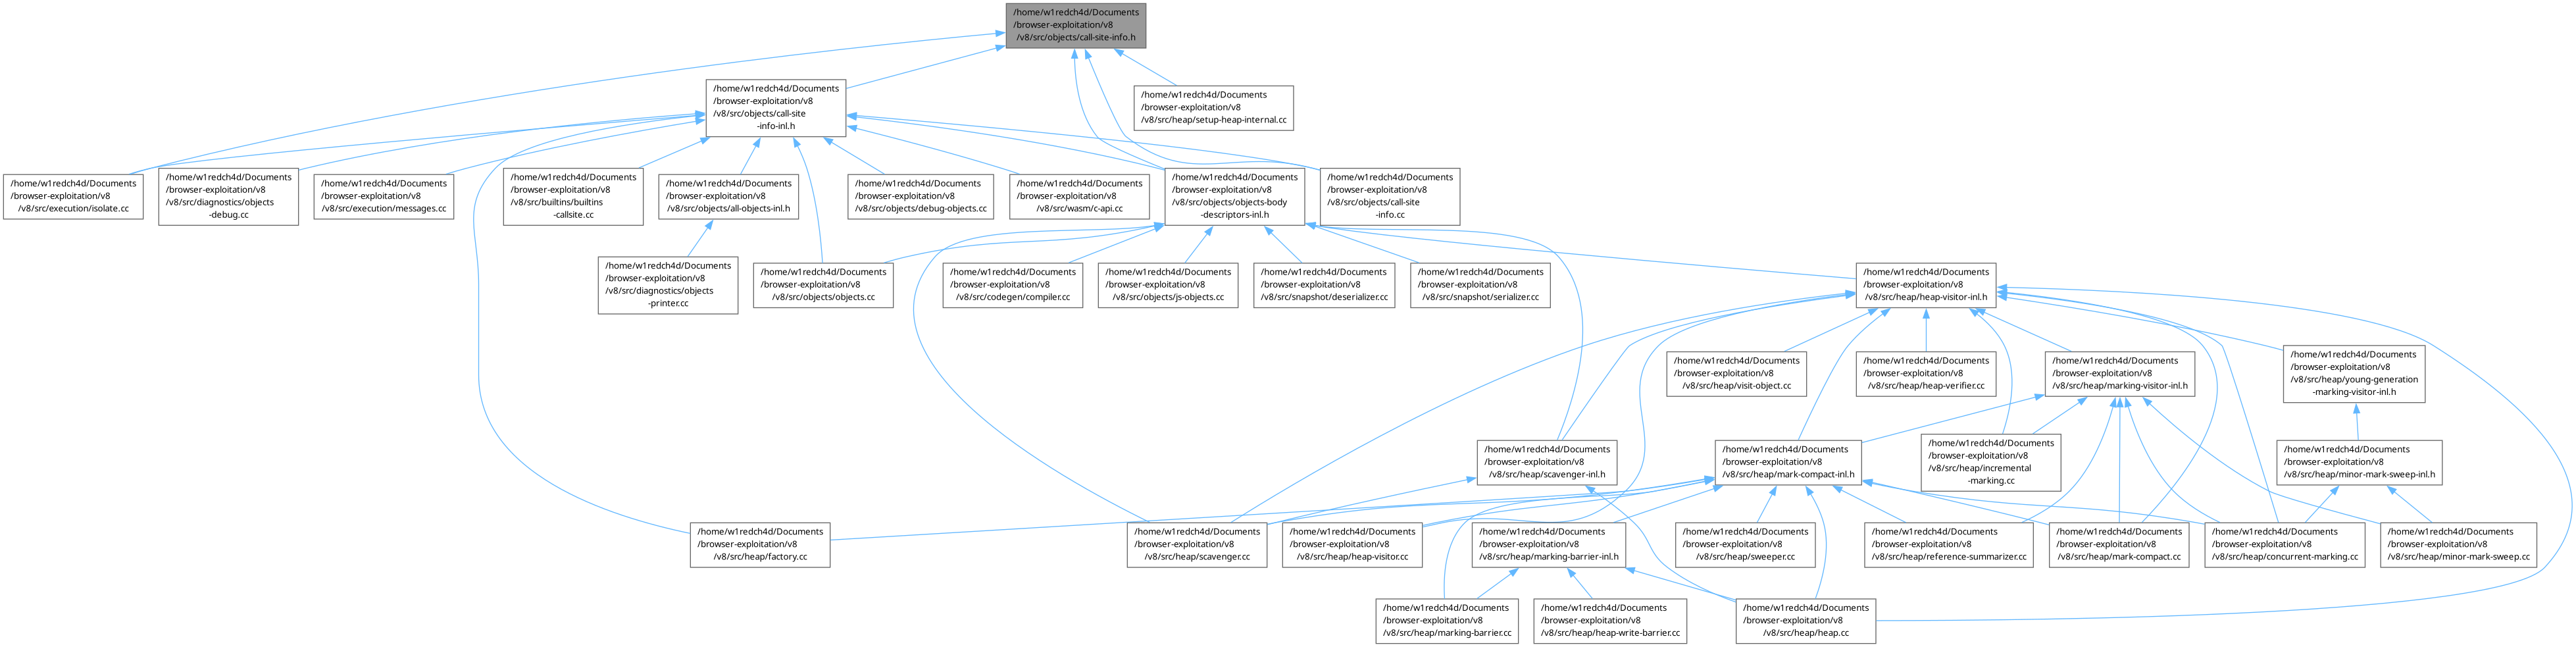 /home/w1redch4d/Documents
/browser-exploitation/v8
/v8/src/objects/call-site-info.h
/home/w1redch4d/Documents
/browser-exploitation/v8
/v8/src/objects/call-site
-info-inl.h
/home/w1redch4d/Documents
/browser-exploitation/v8
/v8/src/heap/setup-heap-internal.cc
/home/w1redch4d/Documents
/browser-exploitation/v8
/v8/src/execution/isolate.cc
/home/w1redch4d/Documents
/browser-exploitation/v8
/v8/src/diagnostics/objects
-debug.cc
/home/w1redch4d/Documents
/browser-exploitation/v8
/v8/src/execution/messages.cc
/home/w1redch4d/Documents
/browser-exploitation/v8
/v8/src/builtins/builtins
-callsite.cc
/home/w1redch4d/Documents
/browser-exploitation/v8
/v8/src/objects/all-objects-inl.h
/home/w1redch4d/Documents
/browser-exploitation/v8
/v8/src/objects/debug-objects.cc
/home/w1redch4d/Documents
/browser-exploitation/v8
/v8/src/wasm/c-api.cc
/home/w1redch4d/Documents
/browser-exploitation/v8
/v8/src/objects/objects-body
-descriptors-inl.h
/home/w1redch4d/Documents
/browser-exploitation/v8
/v8/src/objects/call-site
-info.cc
/home/w1redch4d/Documents
/browser-exploitation/v8
/v8/src/diagnostics/objects
-printer.cc
/home/w1redch4d/Documents
/browser-exploitation/v8
/v8/src/objects/objects.cc
/home/w1redch4d/Documents
/browser-exploitation/v8
/v8/src/codegen/compiler.cc
/home/w1redch4d/Documents
/browser-exploitation/v8
/v8/src/objects/js-objects.cc
/home/w1redch4d/Documents
/browser-exploitation/v8
/v8/src/snapshot/deserializer.cc
/home/w1redch4d/Documents
/browser-exploitation/v8
/v8/src/snapshot/serializer.cc
/home/w1redch4d/Documents
/browser-exploitation/v8
/v8/src/heap/heap-visitor-inl.h
/home/w1redch4d/Documents
/browser-exploitation/v8
/v8/src/heap/visit-object.cc
/home/w1redch4d/Documents
/browser-exploitation/v8
/v8/src/heap/heap-verifier.cc
/home/w1redch4d/Documents
/browser-exploitation/v8
/v8/src/heap/marking-visitor-inl.h
/home/w1redch4d/Documents
/browser-exploitation/v8
/v8/src/heap/young-generation
-marking-visitor-inl.h
/home/w1redch4d/Documents
/browser-exploitation/v8
/v8/src/heap/scavenger-inl.h
/home/w1redch4d/Documents
/browser-exploitation/v8
/v8/src/heap/mark-compact-inl.h
/home/w1redch4d/Documents
/browser-exploitation/v8
/v8/src/heap/incremental
-marking.cc
/home/w1redch4d/Documents
/browser-exploitation/v8
/v8/src/heap/minor-mark-sweep-inl.h
/home/w1redch4d/Documents
/browser-exploitation/v8
/v8/src/heap/factory.cc
/home/w1redch4d/Documents
/browser-exploitation/v8
/v8/src/heap/scavenger.cc
/home/w1redch4d/Documents
/browser-exploitation/v8
/v8/src/heap/heap-visitor.cc
/home/w1redch4d/Documents
/browser-exploitation/v8
/v8/src/heap/marking-barrier-inl.h
/home/w1redch4d/Documents
/browser-exploitation/v8
/v8/src/heap/sweeper.cc
/home/w1redch4d/Documents
/browser-exploitation/v8
/v8/src/heap/reference-summarizer.cc
/home/w1redch4d/Documents
/browser-exploitation/v8
/v8/src/heap/mark-compact.cc
/home/w1redch4d/Documents
/browser-exploitation/v8
/v8/src/heap/concurrent-marking.cc
/home/w1redch4d/Documents
/browser-exploitation/v8
/v8/src/heap/minor-mark-sweep.cc
/home/w1redch4d/Documents
/browser-exploitation/v8
/v8/src/heap/marking-barrier.cc
/home/w1redch4d/Documents
/browser-exploitation/v8
/v8/src/heap/heap-write-barrier.cc
/home/w1redch4d/Documents
/browser-exploitation/v8
/v8/src/heap/heap.cc